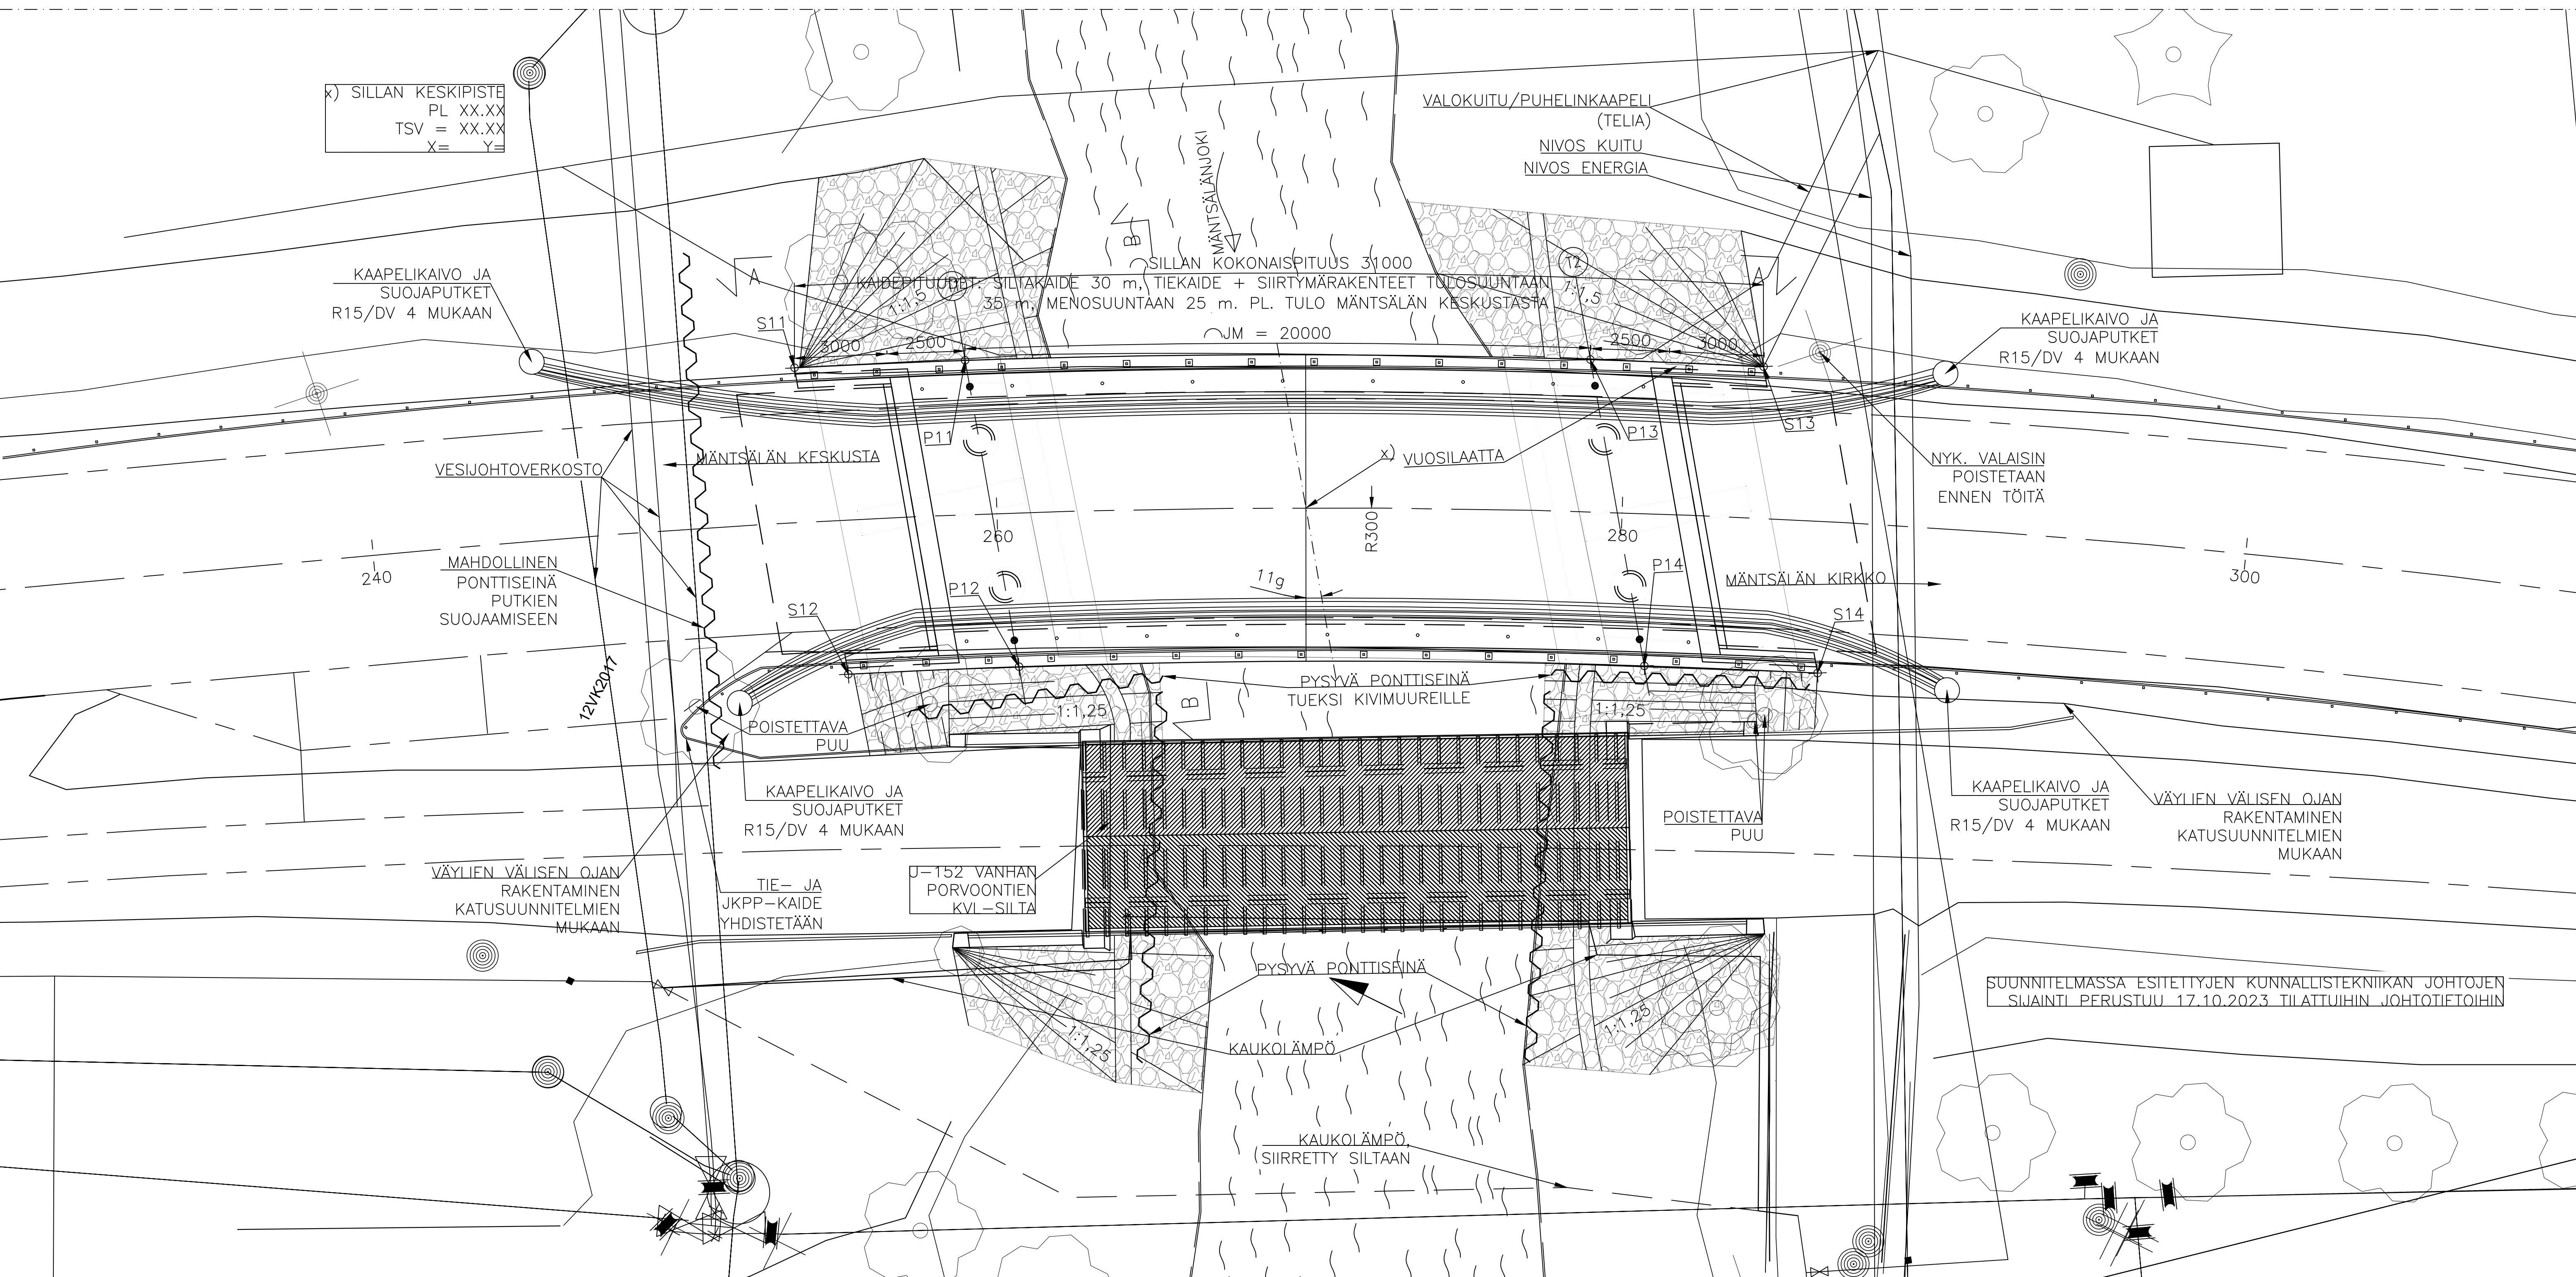 x) SILLAN KESKIPISTE
PL XX.XX
TSV = XX.XX
X= Y=
VALOKUITU/PUHELINKAAPELI
(TELIA)
NIVOS KUITU
NIVOS ENERGIA
MÄNTSÄLÄNJOKI
B
A
A
T2
SILLAN KOKONAISPITUUS 31000
KAIDEPITUUDET: SILTAKAIDE 30 m, TIEKAIDE + SIIRTYMÄRAKENTEET TULOSUUNTAAN
35 m, MENOSUUNTAAN 25 m. PL. TULO MÄNTSÄLÄN KESKUSTASTA
JM = 20000
1:1,5
1:1,5
3000
2500
2500
3000
KAAPELIKAIVO JA
SUOJAPUTKET
R15/DV 4 MUKAAN
S11
KAAPELIKAIVO JA
SUOJAPUTKET
R15/DV 4 MUKAAN
P11
P13
S13
VESIJOHTOVERKOSTO
MÄNTSÄLÄN KESKUSTA
x)
VUOSILAATTA
NYK. VALAISIN
POISTETAAN
ENNEN TÖITÄ
R300
240
260
280
300
MAHDOLLINEN
PONTTISEINÄ
PUTKIEN
SUOJAAMISEEN
11g
P12
P14
MÄNTSÄLÄN KIRKKO
S12
S14
12VK2017
PYSYVÄ PONTTISEINÄ
TUEKSI KIVIMUUREILLE
1:1,25
1:1,25
B
POISTETTAVA
PUU
KAAPELIKAIVO JA
SUOJAPUTKET
R15/DV 4 MUKAAN
POISTETTAVA
PUU
KAAPELIKAIVO JA
SUOJAPUTKET
R15/DV 4 MUKAAN
VÄYLIEN VÄLISEN OJAN
RAKENTAMINEN
KATUSUUNNITELMIEN
MUKAAN
VÄYLIEN VÄLISEN OJAN
RAKENTAMINEN
KATUSUUNNITELMIEN
MUKAAN
TIE- JA
JKPP-KAIDE
YHDISTETÄÄN
U-152 VANHAN
PORVOONTIEN
KVL-SILTA
PYSYVÄ PONTTISEINÄ
SUUNNITELMASSA ESITETTYJEN KUNNALLISTEKNIIKAN JOHTOJEN
SIJAINTI PERUSTUU 17.10.2023 TILATTUIHIN JOHTOTIETOIHIN
1:1,25
1:1,25
KAUKOLÄMPÖ
KAUKOLÄMPÖ,
SIIRRETTY SILTAAN